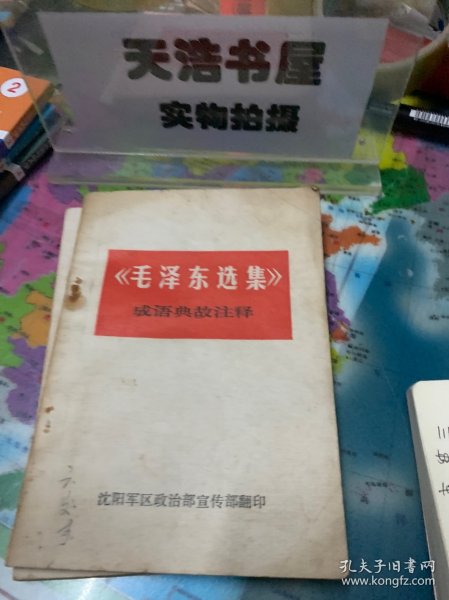 天浩书屋
实物拍摄
2
《毛泽东选集》
成语典故注释
沈阳军区政治部宣传部翻印
三
孔夫子旧书网
www.kongfz.com